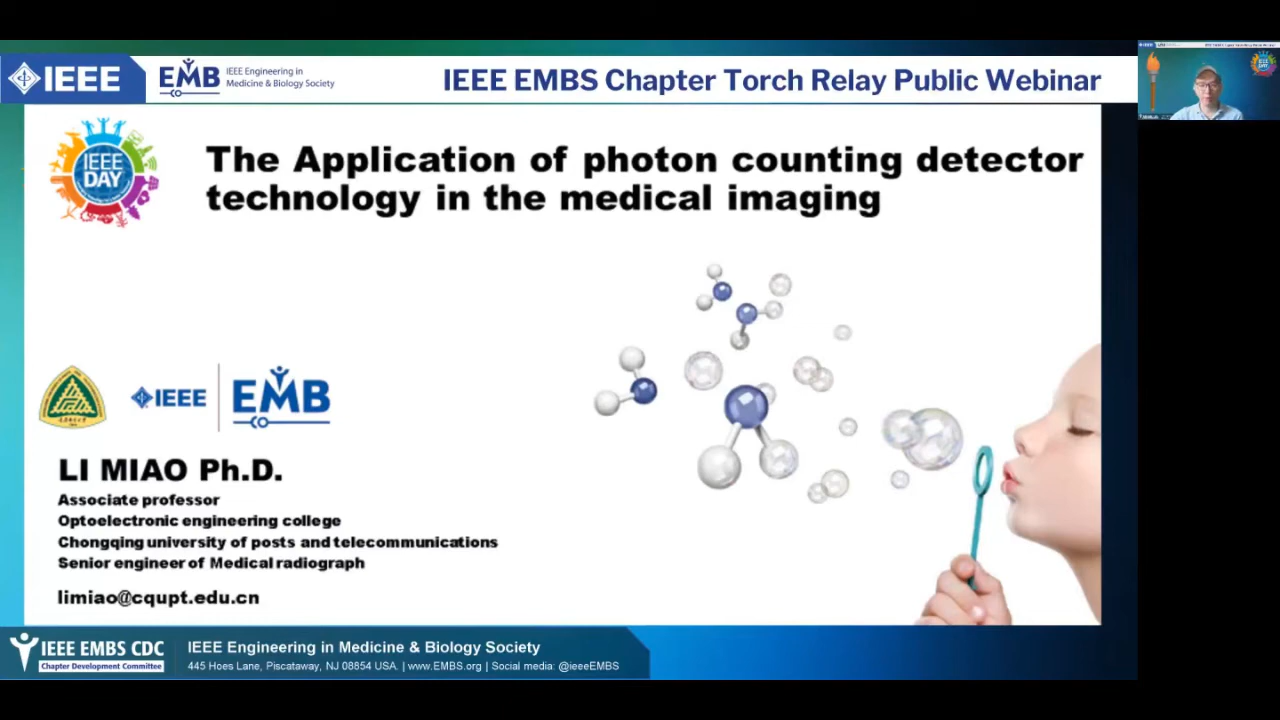 IEEE
EMB
IEEE Engineering in
Medicine & Biology Society
IEEE EMBS Chapter Torch Relay Public Webinar
IEEE
DAY
The Application of photon counting detector
technology in the medical imaging
IEEE
EMB
LI MIAO Ph.D.
Associate professor
Optoelectronic engineering college
Chongqing university of posts and telecommunications
Senior engineer of Medical radiograph
limiao@cqupt.edu.cn
IEEE EMBS CDC
Chapter Development Committee
IEEE Engineering in Medicine & Biology Society
445 Hoes Lane, Piscataway, NJ 08854 USA. | www.EMBS.org | Social media: @ieeeEMBS